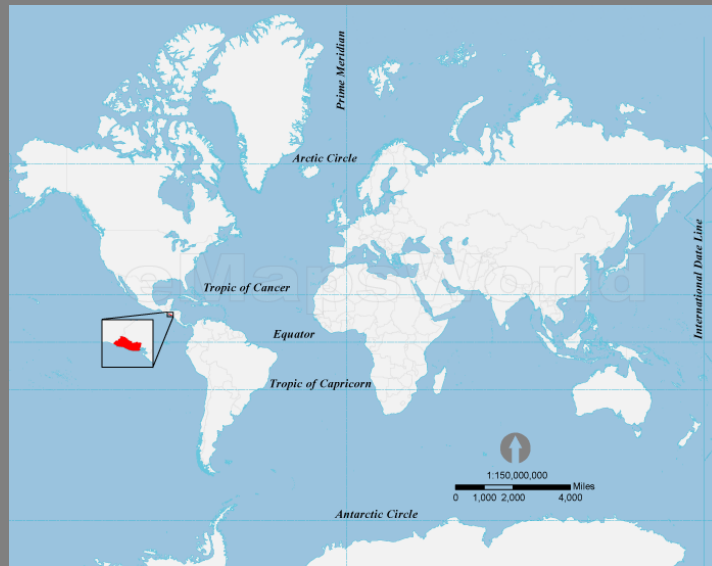 Prime Meridian
Arctic Circle
International Date Line
eMapsWorld
Tropic of Cancer
Equator
Tropic of Capricorn
1:150,000,000
Miles
0 1,000 2,000 4,000
Antarctic Circle